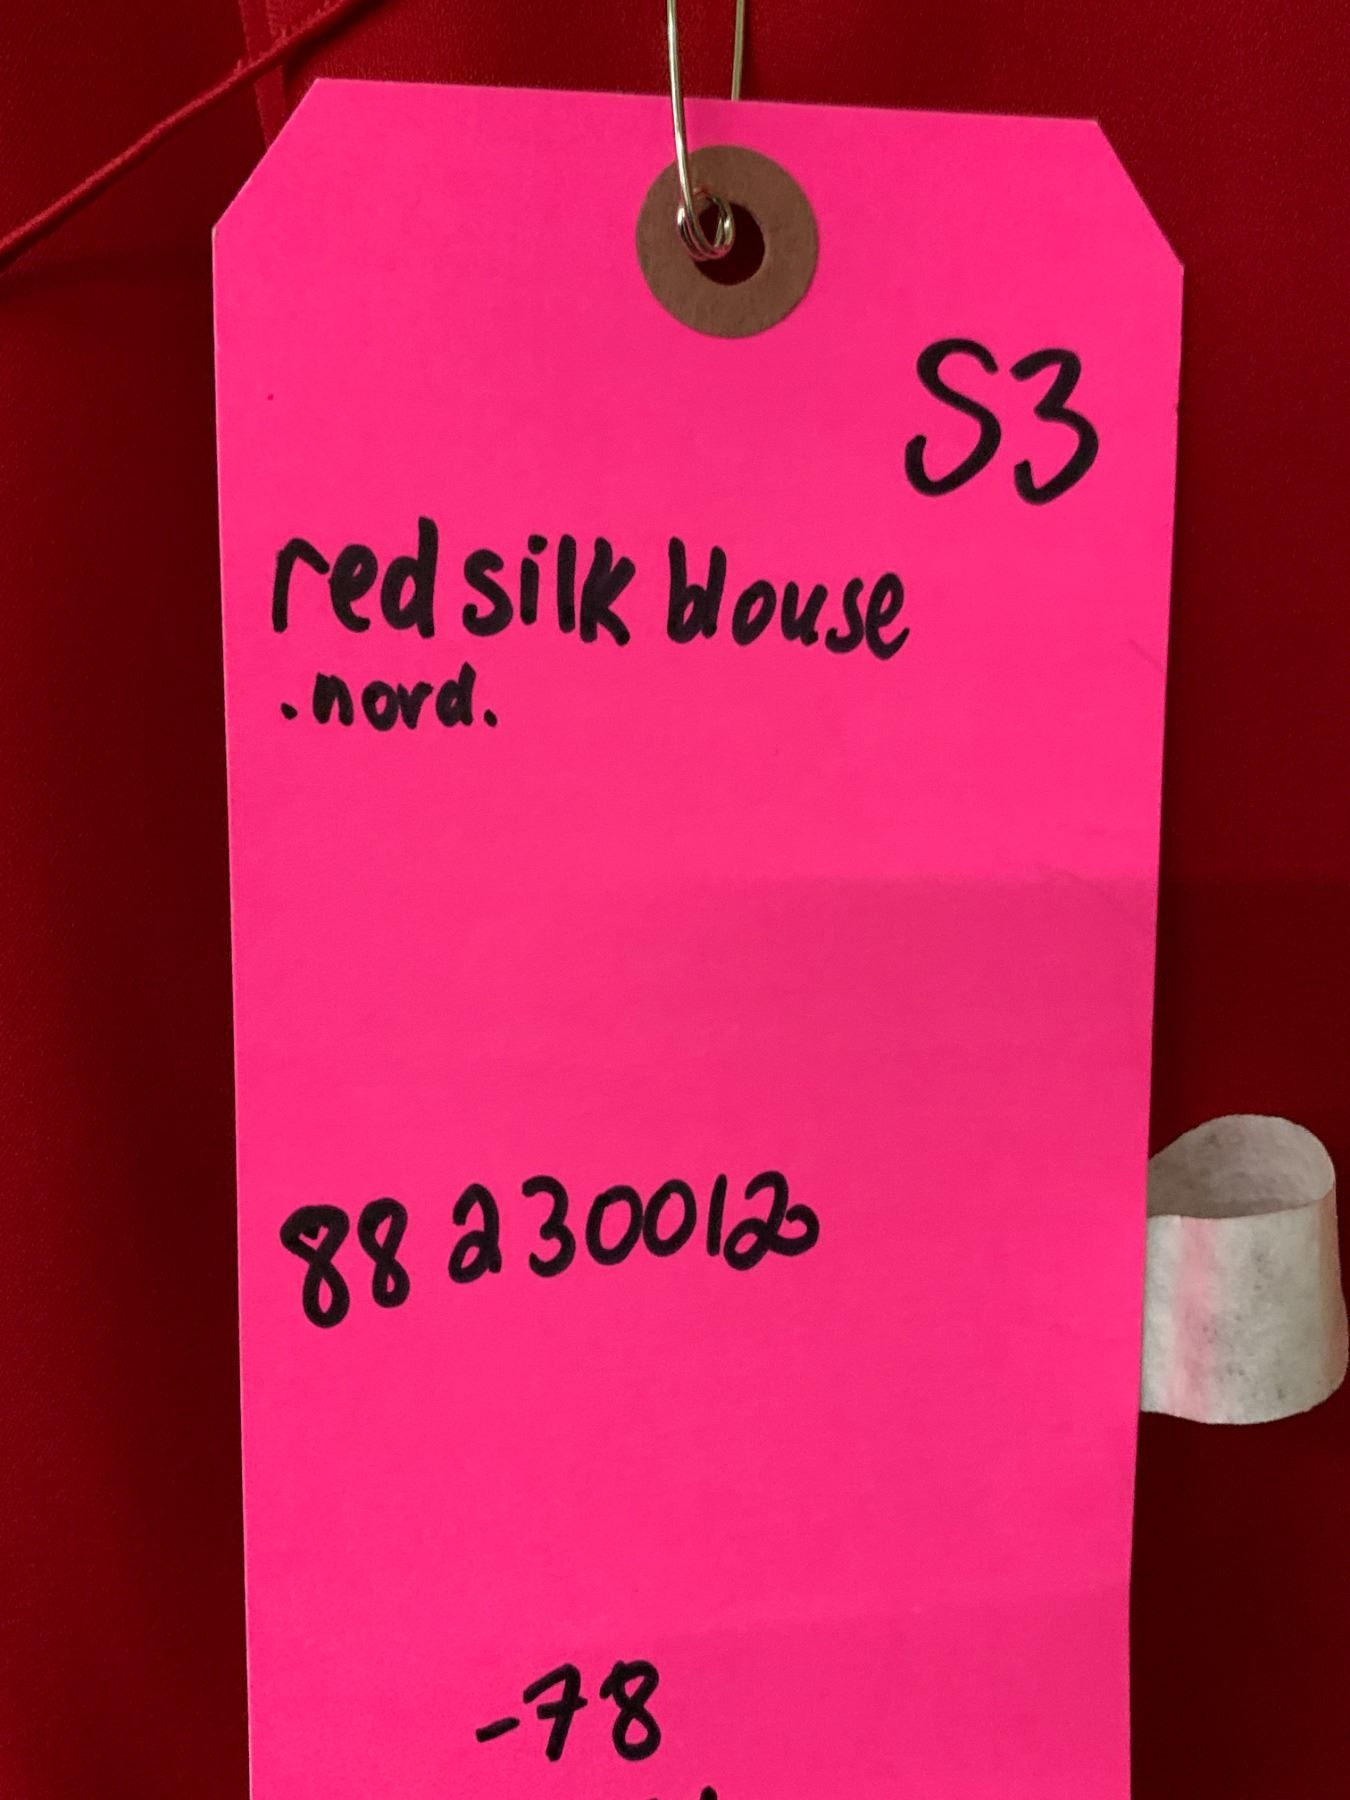 S3
red silk blouse
.nord.
88230012
-78